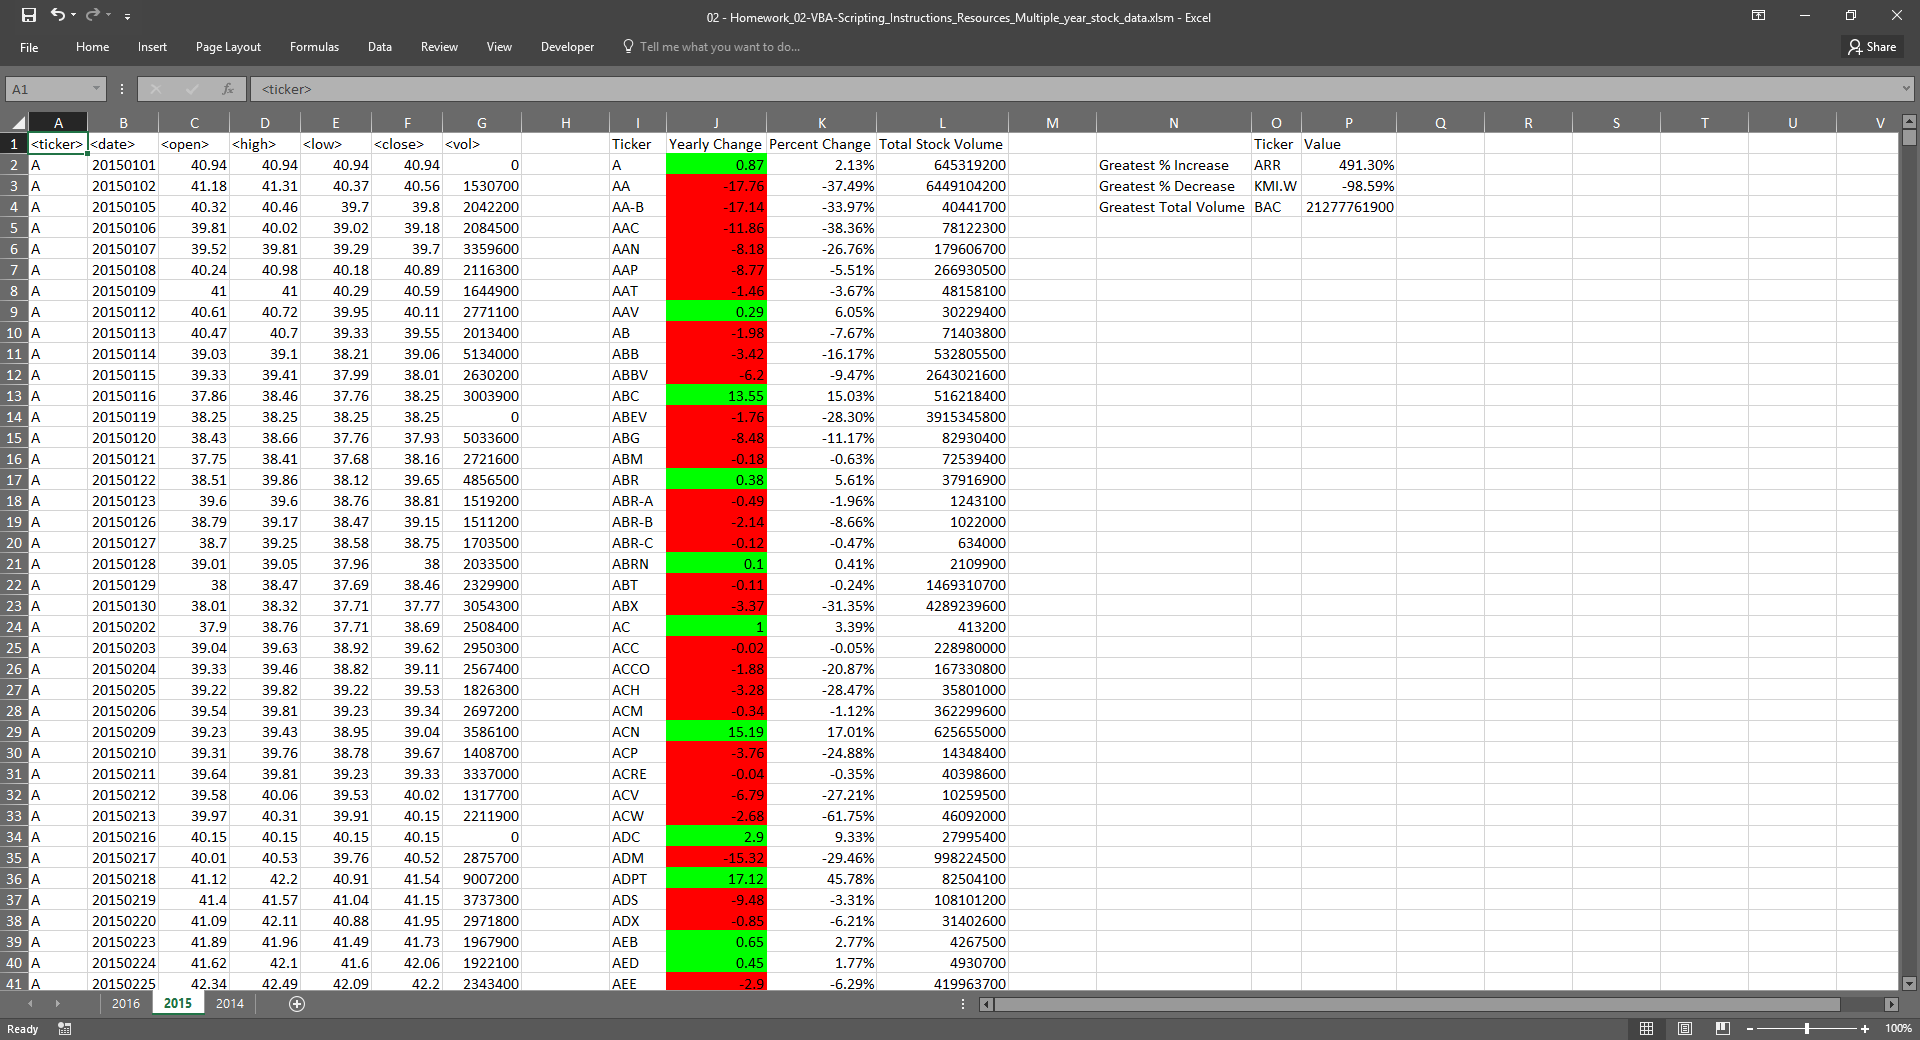 02 - Homework_02-VBA-Scripting_Instructions_Resources_Multiple_year_stock_data.xlsm - Excel
File Home Insert Page Layout Formulas Data Review View Developer Tell me what you want to do... Share
A1 fx <ticker>
A B C D E F G H I J K L M N O P Q R S T U V
1 <ticker> <date> <open> <high> <low> <close> <vol> Ticker Yearly Change Percent Change Total Stock Volume Ticker Value
2 A 20150101 40.94 40.94 40.94 40.94 0 A 0.87 2.13% 645319200 Greatest % Increase ARR 491.30%
3 A 20150102 41.18 41.31 40.37 40.56 1530700 AA -17.76 -37.49% 6449104200 Greatest % Decrease KMI.W -98.59%
4 A 20150105 40.32 40.46 39.7 39.8 2042200 AA-B -17.14 -33.97% 40441700 Greatest Total Volume BAC 21277761900
5 A 20150106 39.81 40.02 39.02 39.18 2084500 AAC -11.86 -38.36% 78122300
6 A 20150107 39.52 39.81 39.29 39.7 3359600 AAN -8.18 -26.76% 179606700
7 A 20150108 40.24 40.98 40.18 40.89 2116300 AAP -8.77 -5.51% 266930500
8 A 20150109 41 41 40.29 40.59 1644900 AAT -1.46 -3.67% 48158100
9 A 20150112 40.61 40.72 39.95 40.11 2771100 AAV 0.29 6.05% 30229400
10 A 20150113 40.47 40.7 39.33 39.55 2013400 AB -1.98 -7.67% 71403800
11 A 20150114 39.03 39.1 38.21 39.06 5134000 ABB -3.42 -16.17% 532805500
12 A 20150115 39.33 39.41 37.99 38.01 2630200 ABBV -6.2 -9.47% 2643021600
13 A 20150116 37.86 38.46 37.76 38.25 3003900 ABC 13.55 15.03% 516218400
14 A 20150119 38.25 38.25 38.25 38.25 0 ABEV -1.76 -28.30% 3915345800
15 A 20150120 38.43 38.66 37.76 37.93 5033600 ABG -8.48 -11.17% 82930400
16 A 20150121 37.75 38.41 37.68 38.16 2721600 ABM -0.18 -0.63% 72539400
17 A 20150122 38.51 39.86 38.12 39.65 4856500 ABR 0.38 5.61% 37916900
18 A 20150123 39.6 39.6 38.76 38.81 1519200 ABR-A -0.49 -1.96% 1243100
19 A 20150126 38.79 39.17 38.47 39.15 1511200 ABR-B -2.14 -8.66% 1022000
20 A 20150127 38.7 39.25 38.58 38.75 1703500 ABR-C -0.12 -0.47% 634000
21 A 20150128 39.01 39.05 37.96 38 2033500 ABRN 0.1 0.41% 2109900
22 A 20150129 38 38.47 37.69 38.46 2329900 ABT -0.11 -0.24% 1469310700
23 A 20150130 38.01 38.32 37.71 37.77 3054300 ABX -3.37 -31.35% 4289239600
24 A 20150202 37.9 38.76 37.71 38.69 2508400 AC 1 3.39% 413200
25 A 20150203 39.04 39.63 38.92 39.62 2950300 ACC -0.02 -0.05% 228980000
26 A 20150204 39.33 39.46 38.82 39.11 2567400 ACCO -1.88 -20.87% 167330800
27 A 20150205 39.22 39.82 39.22 39.53 1826300 ACH -3.28 -28.47% 35801000
28 A 20150206 39.54 39.81 39.23 39.34 2697200 ACM -0.34 -1.12% 362299600
29 A 20150209 39.23 39.43 38.95 39.04 3586100 ACN 15.19 17.01% 625655000
30 A 20150210 39.31 39.76 38.78 39.67 1408700 ACP -3.76 -24.88% 14348400
31 A 20150211 39.64 39.81 39.23 39.33 3337000 ACRE -0.04 -0.35% 40398600
32 A 20150212 39.58 40.06 39.53 40.02 1317700 ACV -6.79 -27.21% 10259500
33 A 20150213 39.97 40.31 39.91 40.15 2211900 ACW -2.68 -61.75% 46092000
34 A 20150216 40.15 40.15 40.15 40.15 0 ADC 2.9 9.33% 27995400
35 A 20150217 40.01 40.53 39.76 40.52 2875700 ADM -15.32 -29.46% 998224500
36 A 20150218 41.12 42.2 40.91 41.54 9007200 ADPT 17.12 45.78% 82504100
37 A 20150219 41.4 41.57 41.04 41.15 3737300 ADS -9.48 -3.31% 108101200
38 A 20150220 41.09 42.11 40.88 41.95 2971800 ADX -0.85 -6.21% 31402600
39 A 20150223 41.89 41.96 41.49 41.73 1967900 AEB 0.65 2.77% 4267500
40 A 20150224 41.62 42.1 41.6 42.06 1922100 AED 0.45 1.77% 4930700
41 A 20150225 42.34 42.49 42.09 42.2 2343400 AEE -2.9 -6.29% 419963700
2016 2015 2014
Ready 100%